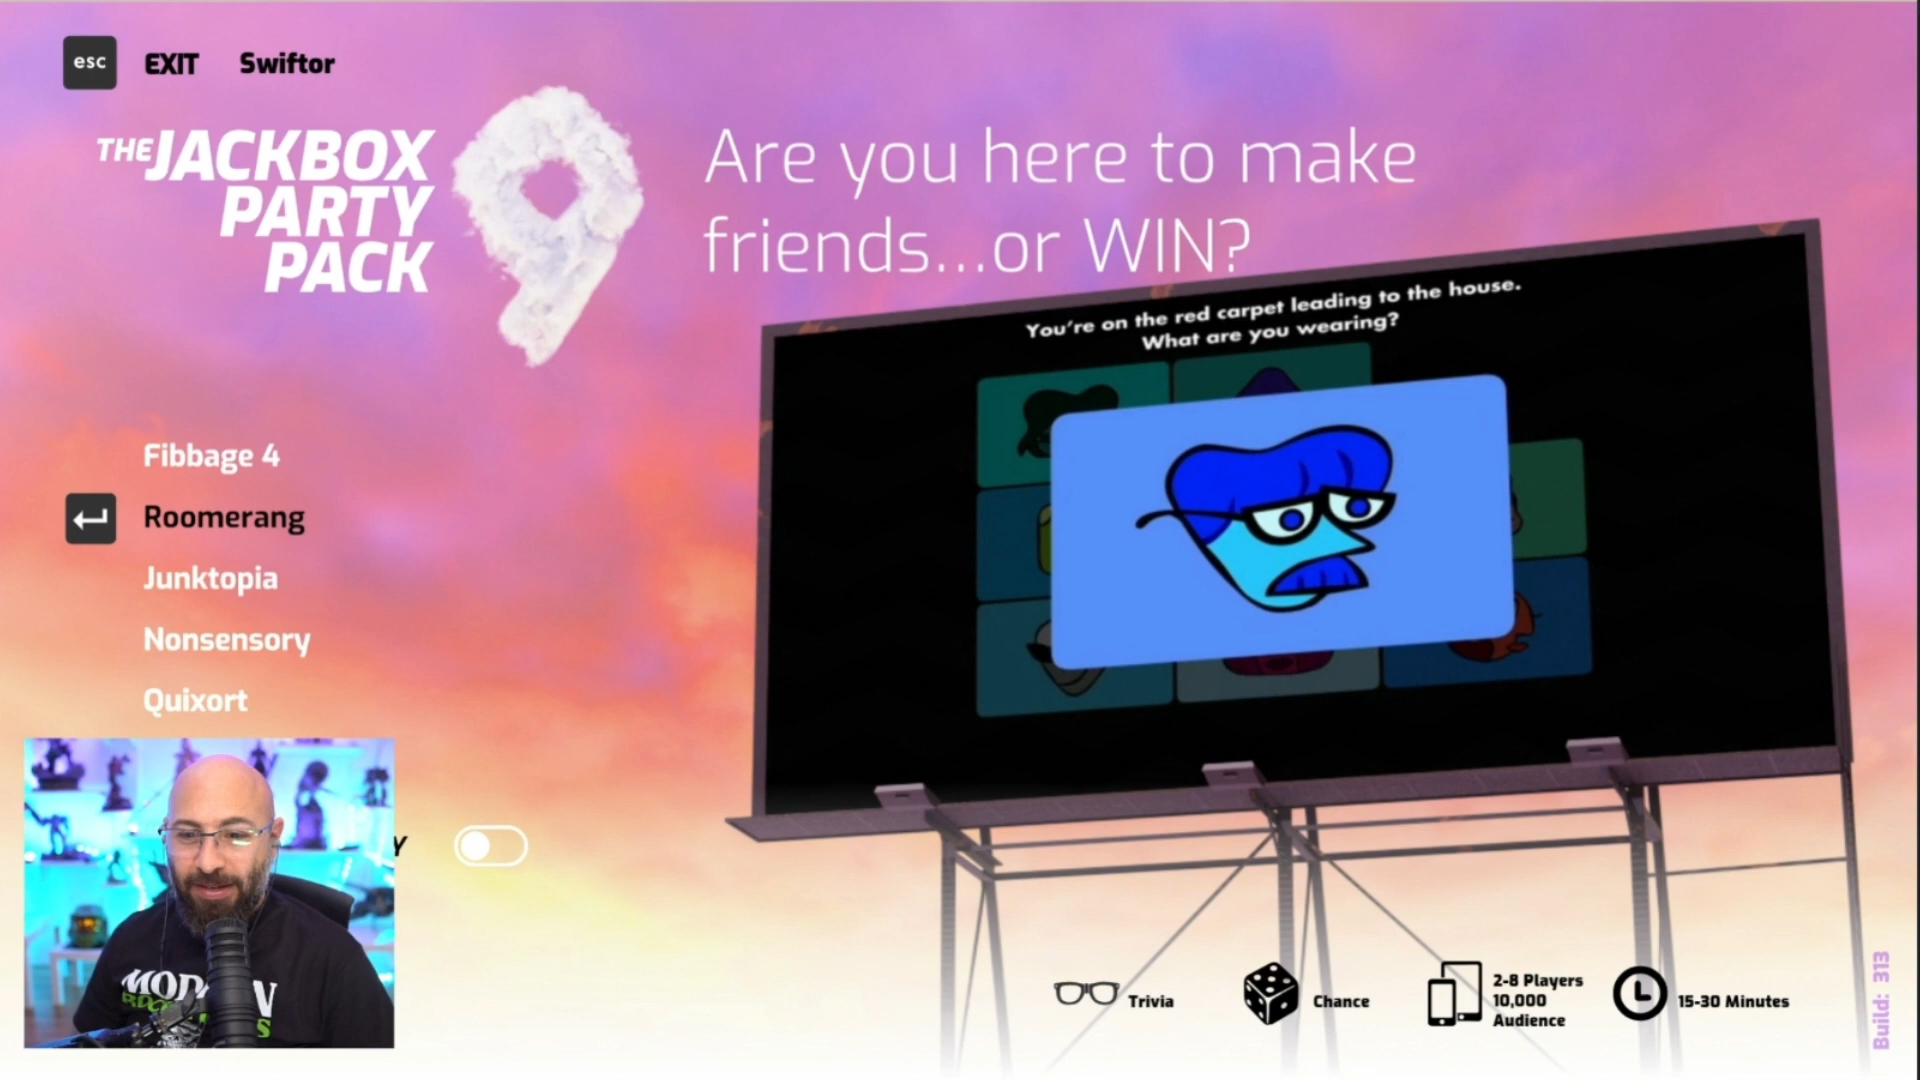 esc EXIT Swiftor
THE JACKBOX
PARTY
PACK
9
Are you here to make
friends...or WIN?
You're on the red carpet leading to the house.
What are you wearing?
Fibbage 4
Roomerang
Junktopia
Nonsensory
Quixort
Y
Trivia
Chance
2-8 Players
10,000
Audience
15-30 Minutes
Build: 313